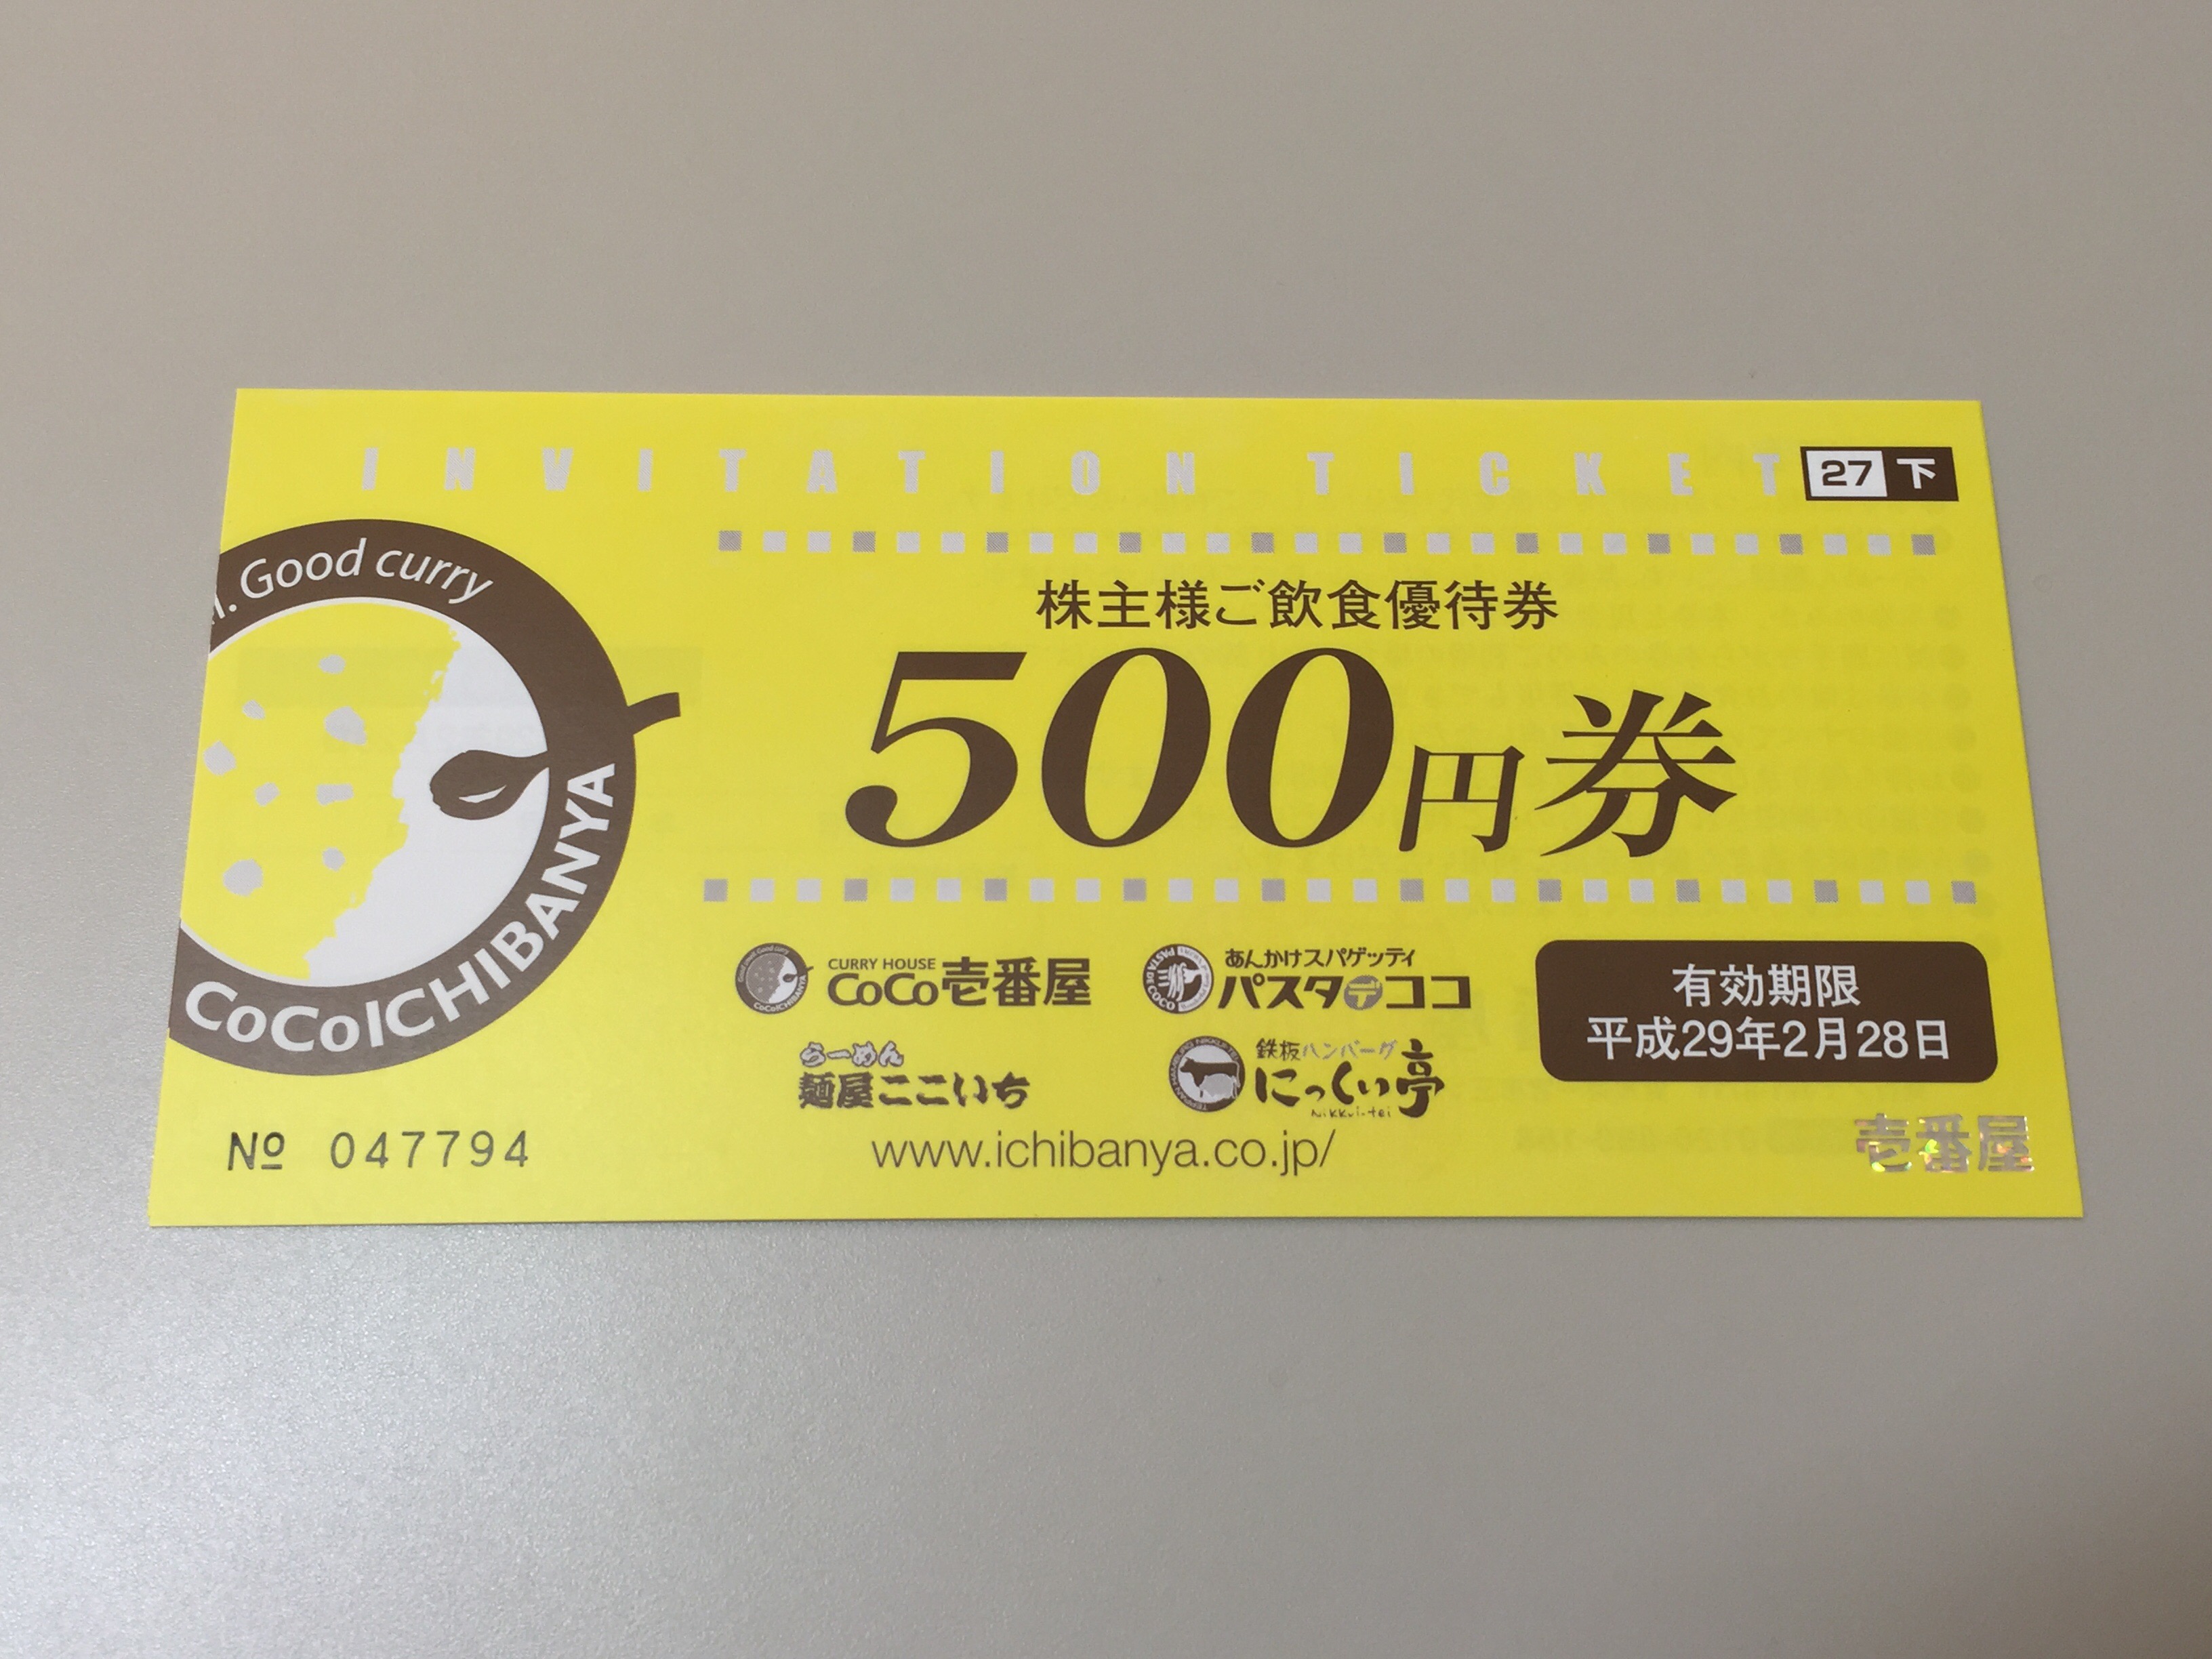 INVITATION TICKET
27 下
Good curry
CoCoICHIBANYA
株主様ご飲食優待券
500円券
CURRY HOUSE
CoCo壱番屋
あんかけスパゲッティ
パスタデココ
らーめん
麺屋ここいち
鉄板ハンバーグ
にっくい亭
Nikkui-tei
有効期限
平成29年2月28日
№ 047794
www.ichibanya.co.jp/
壱番屋